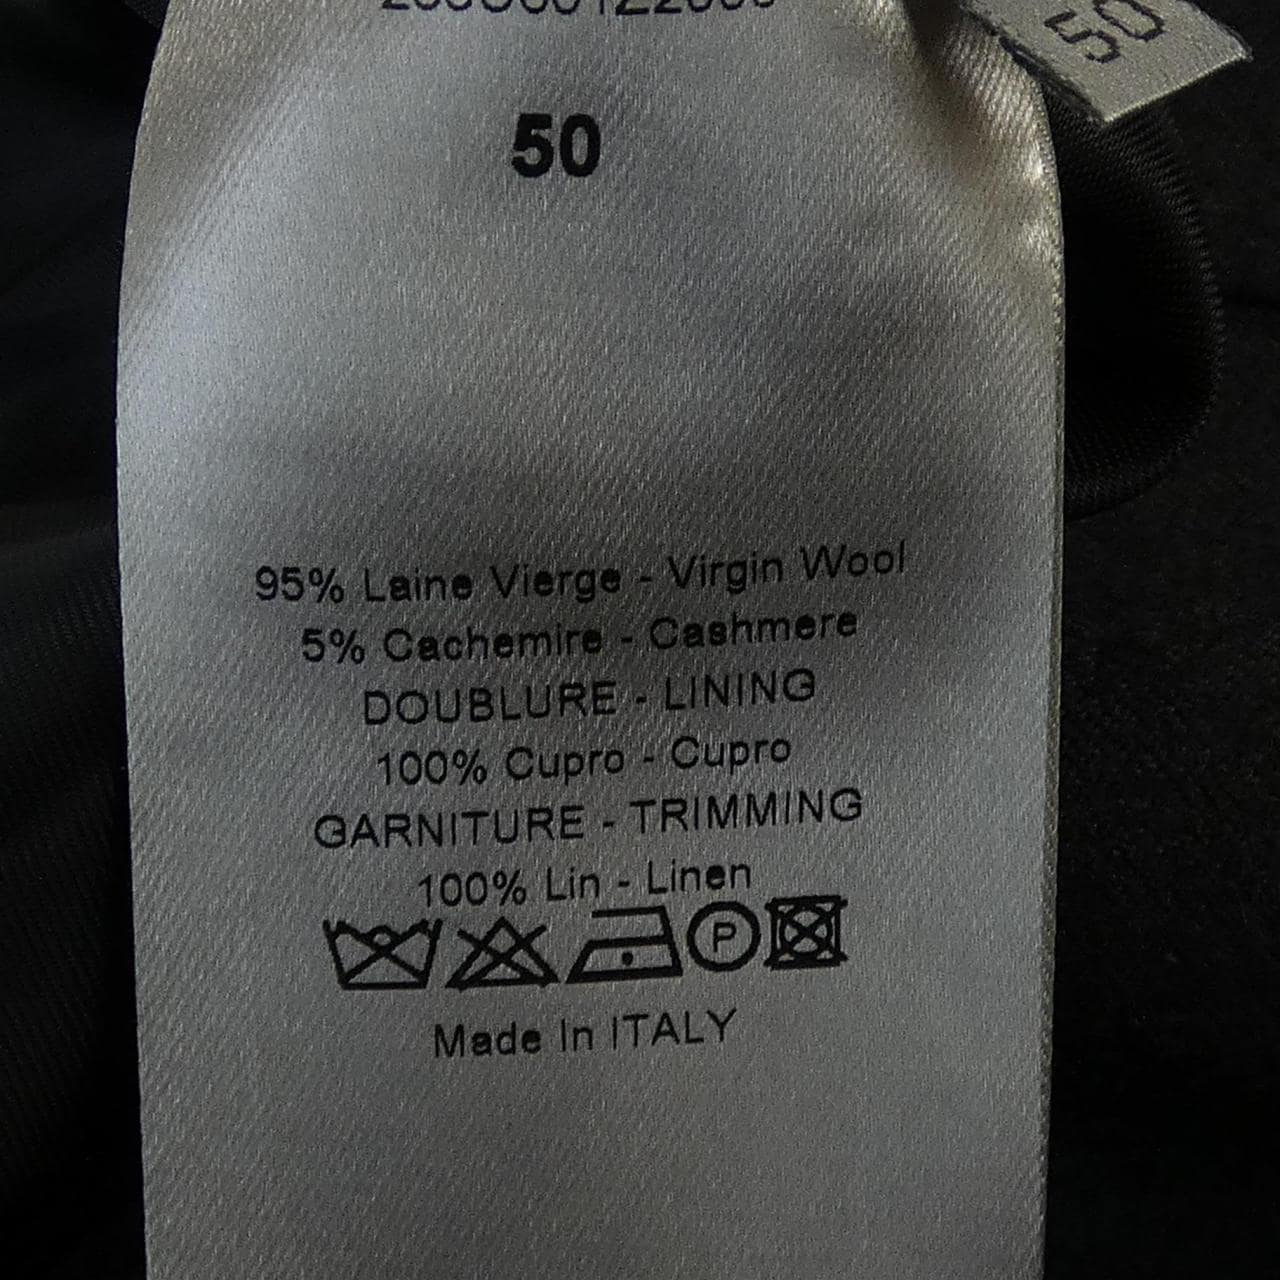 50
50
95% Laine Vierge - Virgin Wool
5% Cachemire - Cashmere
DOUBLURE - LINING
100% Cupro - Cupro
GARNITURE - TRIMMING
100% Lin - Linen
P
Made In ITALY